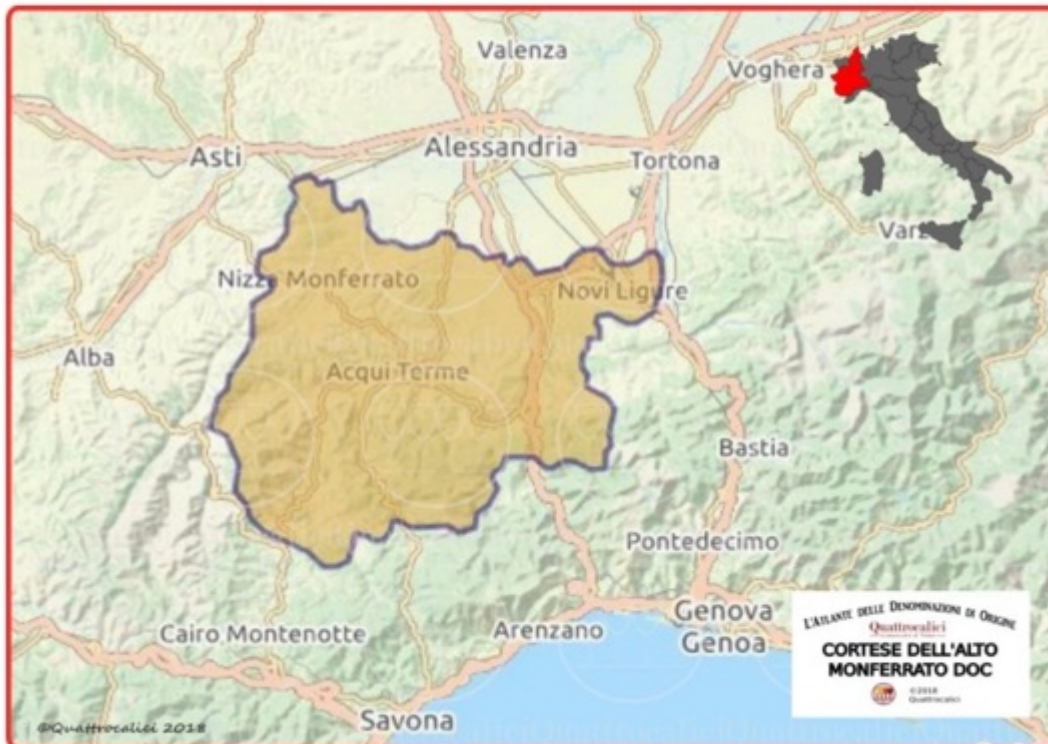 Valenza
Voghera
Asti
Alessandria
Tortona
Varz
Nizza Monferrato
Novi Ligure
Alba
Acqui Terme
Bastia
Pontedecimo
Cairo Montenotte
Arenzano
Genova
Genoa
Savona
L'ATLANTE DELLE DENOMINAZIONI DI ORIGINE
Quattrocalici
CORTESE DELL'ALTO
MONFERRATO DOC
©2018
Quattrocalici
@Quattrocalici 2018